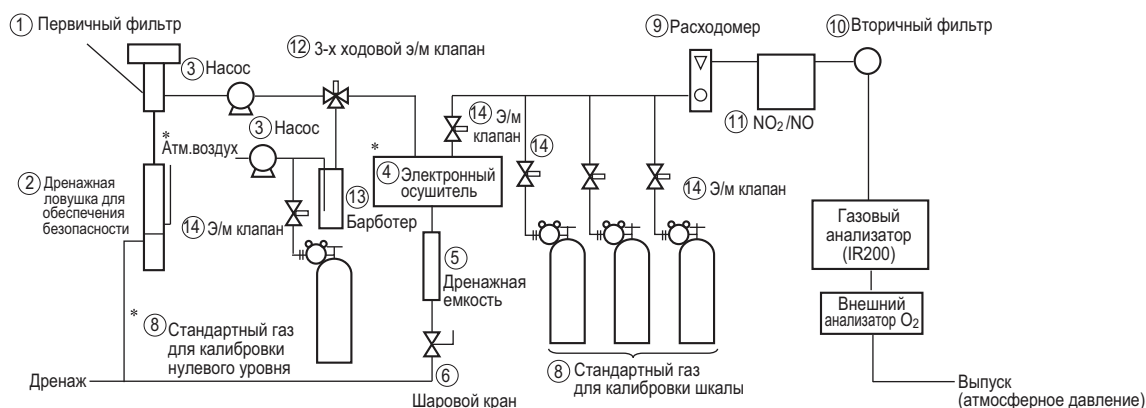 ① Первичный фильтр
⑫ 3-х ходовой э/м клапан
⑨ Расходомер
⑩ Вторичный фильтр
③ Насос
③ Насос
*
Атм.воздух
⑭ Э/м
клапан
⑭
⑪ NO₂/NO
*
④ Электронный
осушитель
② Дренажная
ловушка для
обеспечения
безопасности
⑬
Барботер
⑭ Э/м клапан
⑭ Э/м клапан
Газовый
анализатор
(IR200)
⑤
Дренажная
емкость
Внешний
анализатор O₂
*
⑧ Стандартный газ
для калибровки
нулевого уровня
⑧ Стандартный газ
для калибровки шкалы
Дренаж
⑥
Шаровой кран
Выпуск
(атмосферное давление)